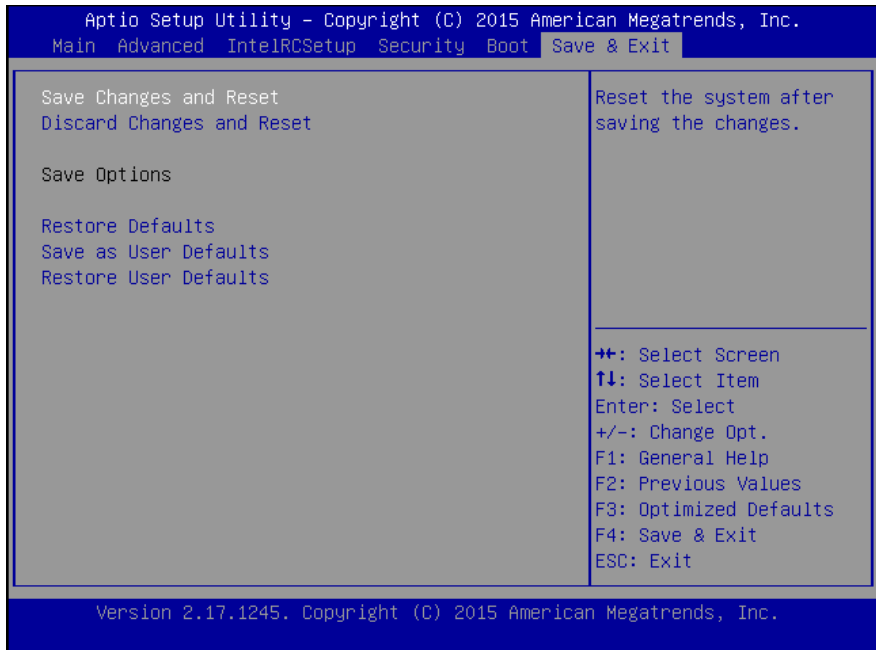 Aptio Setup Utility – Copyright (C) 2015 American Megatrends, Inc.
Main Advanced IntelRCSetup Security Boot Save & Exit
Save Changes and Reset
Discard Changes and Reset
Save Options
Restore Defaults
Save as User Defaults
Restore User Defaults
Reset the system after
saving the changes.
→←: Select Screen
↑↓: Select Item
Enter: Select
+/-: Change Opt.
F1: General Help
F2: Previous Values
F3: Optimized Defaults
F4: Save & Exit
ESC: Exit
Version 2.17.1245. Copyright (C) 2015 American Megatrends, Inc.